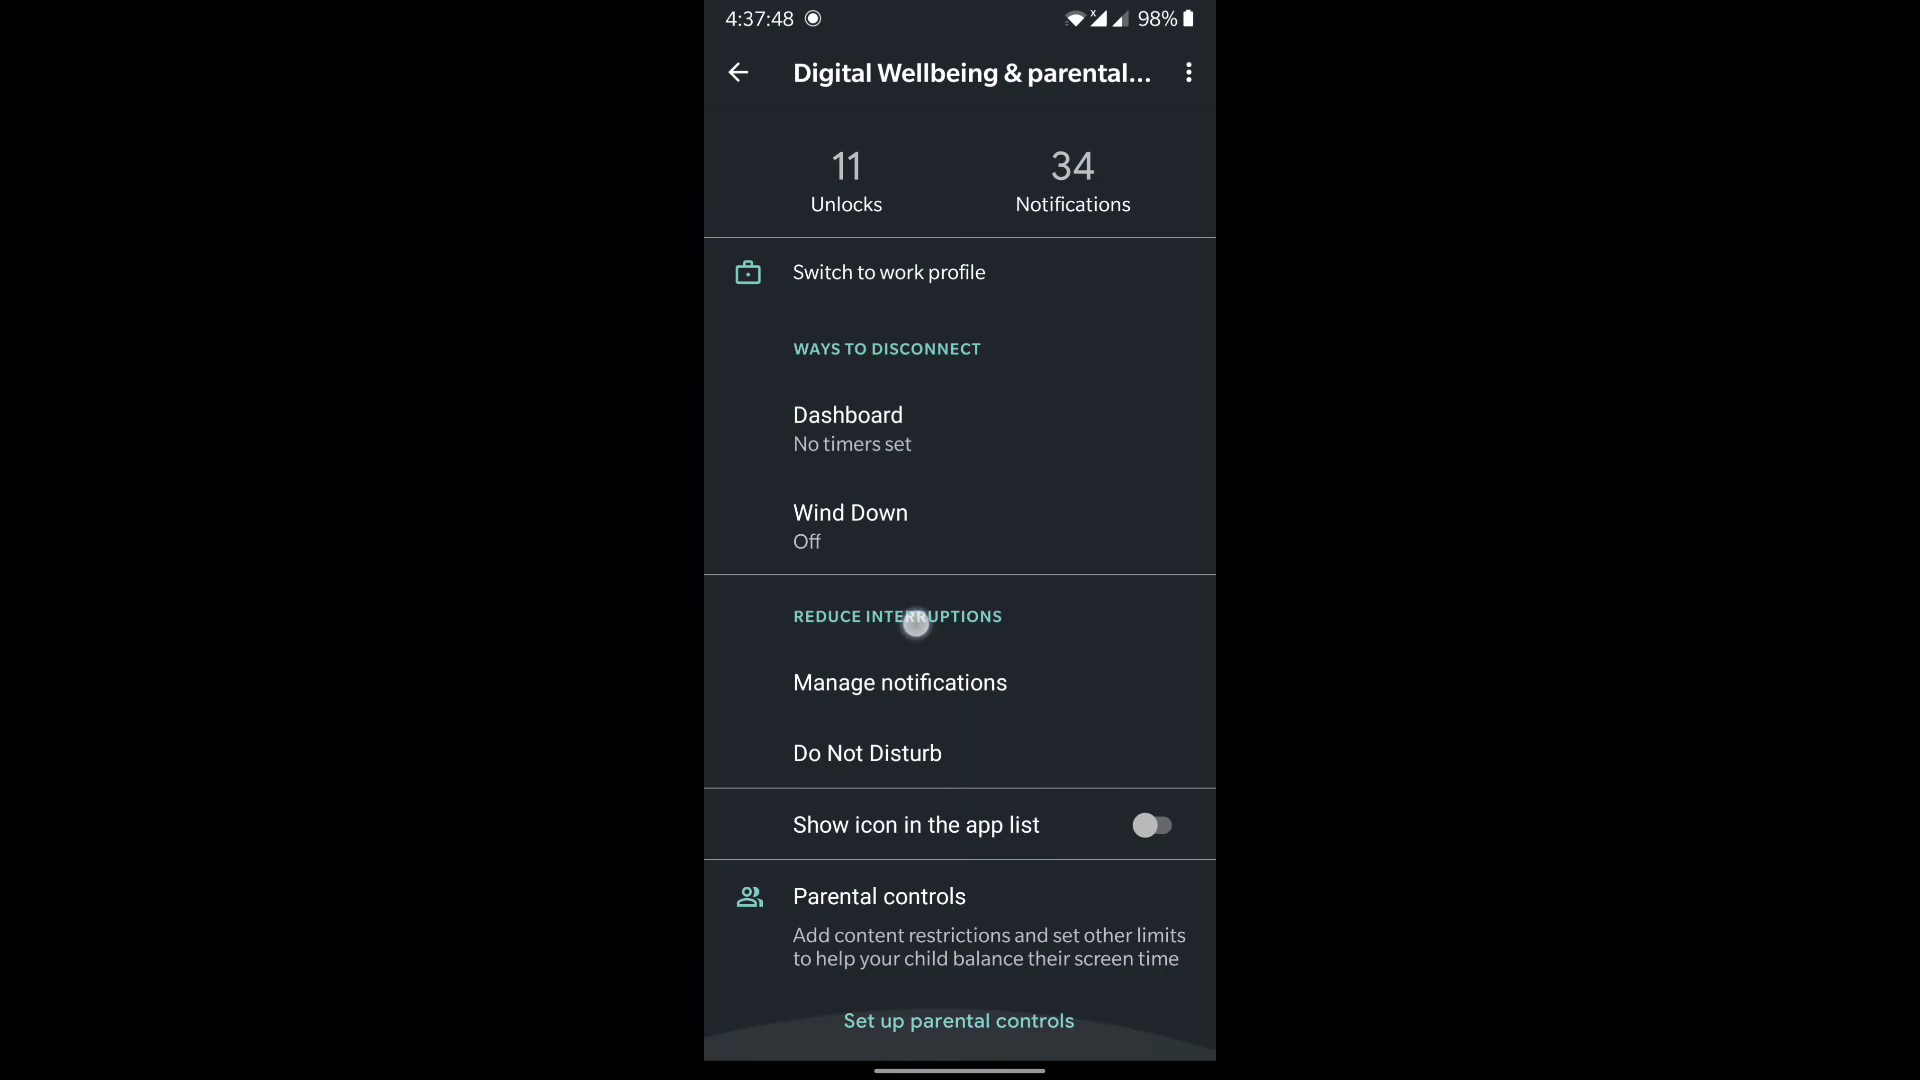 4:37:48 98%
Digital Wellbeing & parental...
11 34
Unlocks Notifications
Switch to work profile
WAYS TO DISCONNECT
Dashboard
No timers set
Wind Down
Off
REDUCE INTERRUPTIONS
Manage notifications
Do Not Disturb
Show icon in the app list
Parental controls
Add content restrictions and set other limits
to help your child balance their screen time
Set up parental controls